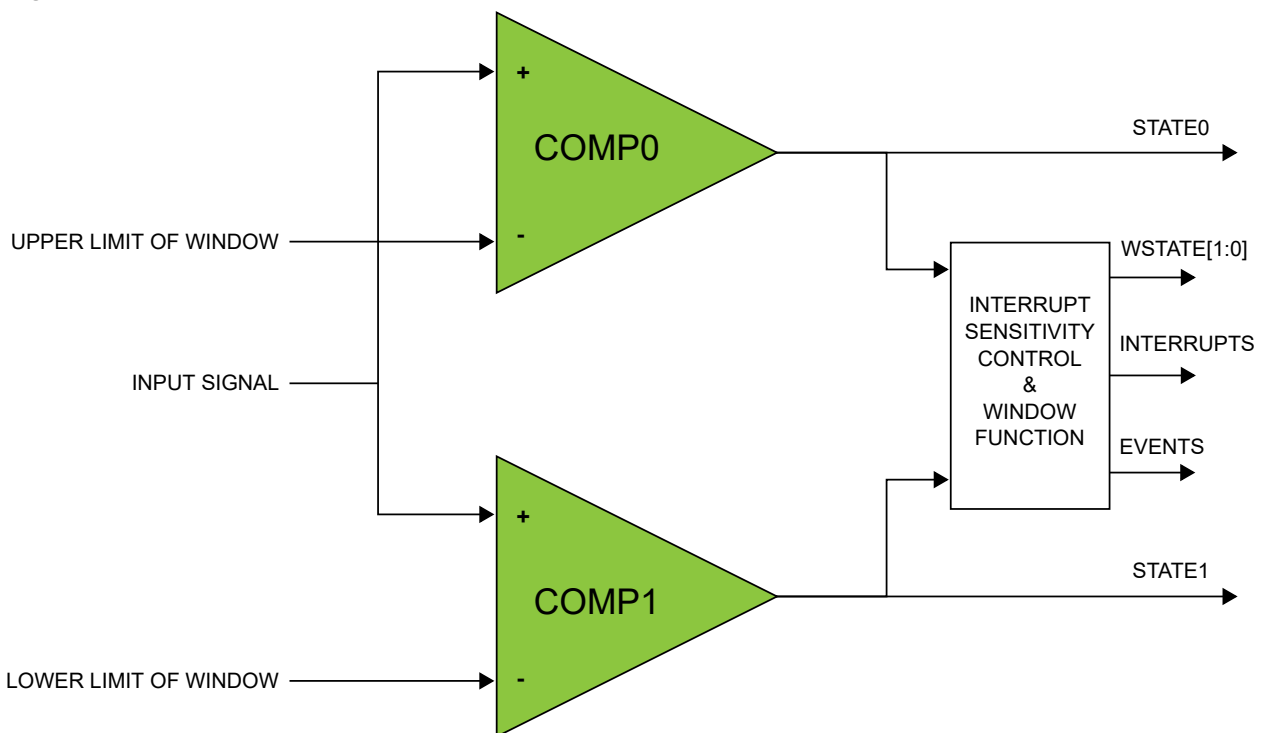 +
COMP0
-
STATE0
UPPER LIMIT OF WINDOW
WSTATE[1:0]
INTERRUPT
SENSITIVITY
CONTROL
&
WINDOW
FUNCTION
INTERRUPTS
EVENTS
INPUT SIGNAL
+
COMP1
-
STATE1
LOWER LIMIT OF WINDOW